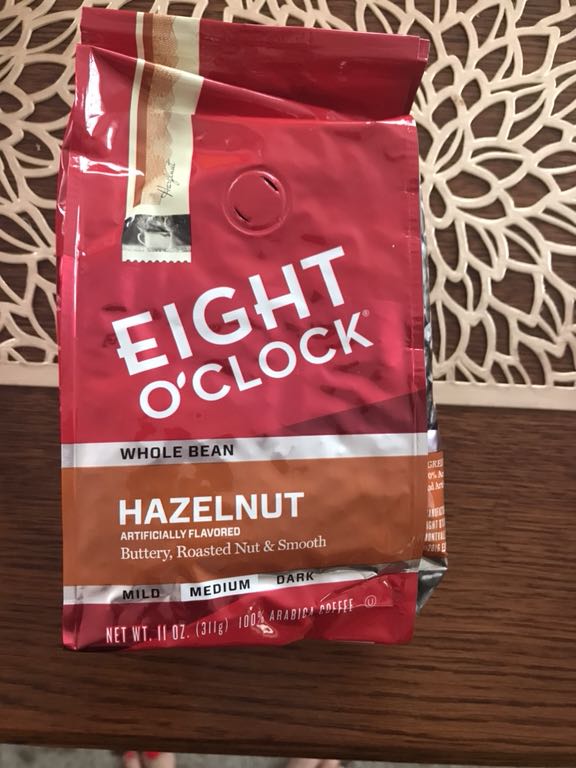 Hazelnut
EIGHT
O'CLOCK®
WHOLE BEAN
HAZELNUT
ARTIFICIALLY FLAVORED
Buttery, Roasted Nut & Smooth
MILD MEDIUM DARK
NET WT. 11 OZ. (311g) 100% ARABICA COFFEE Ⓤ